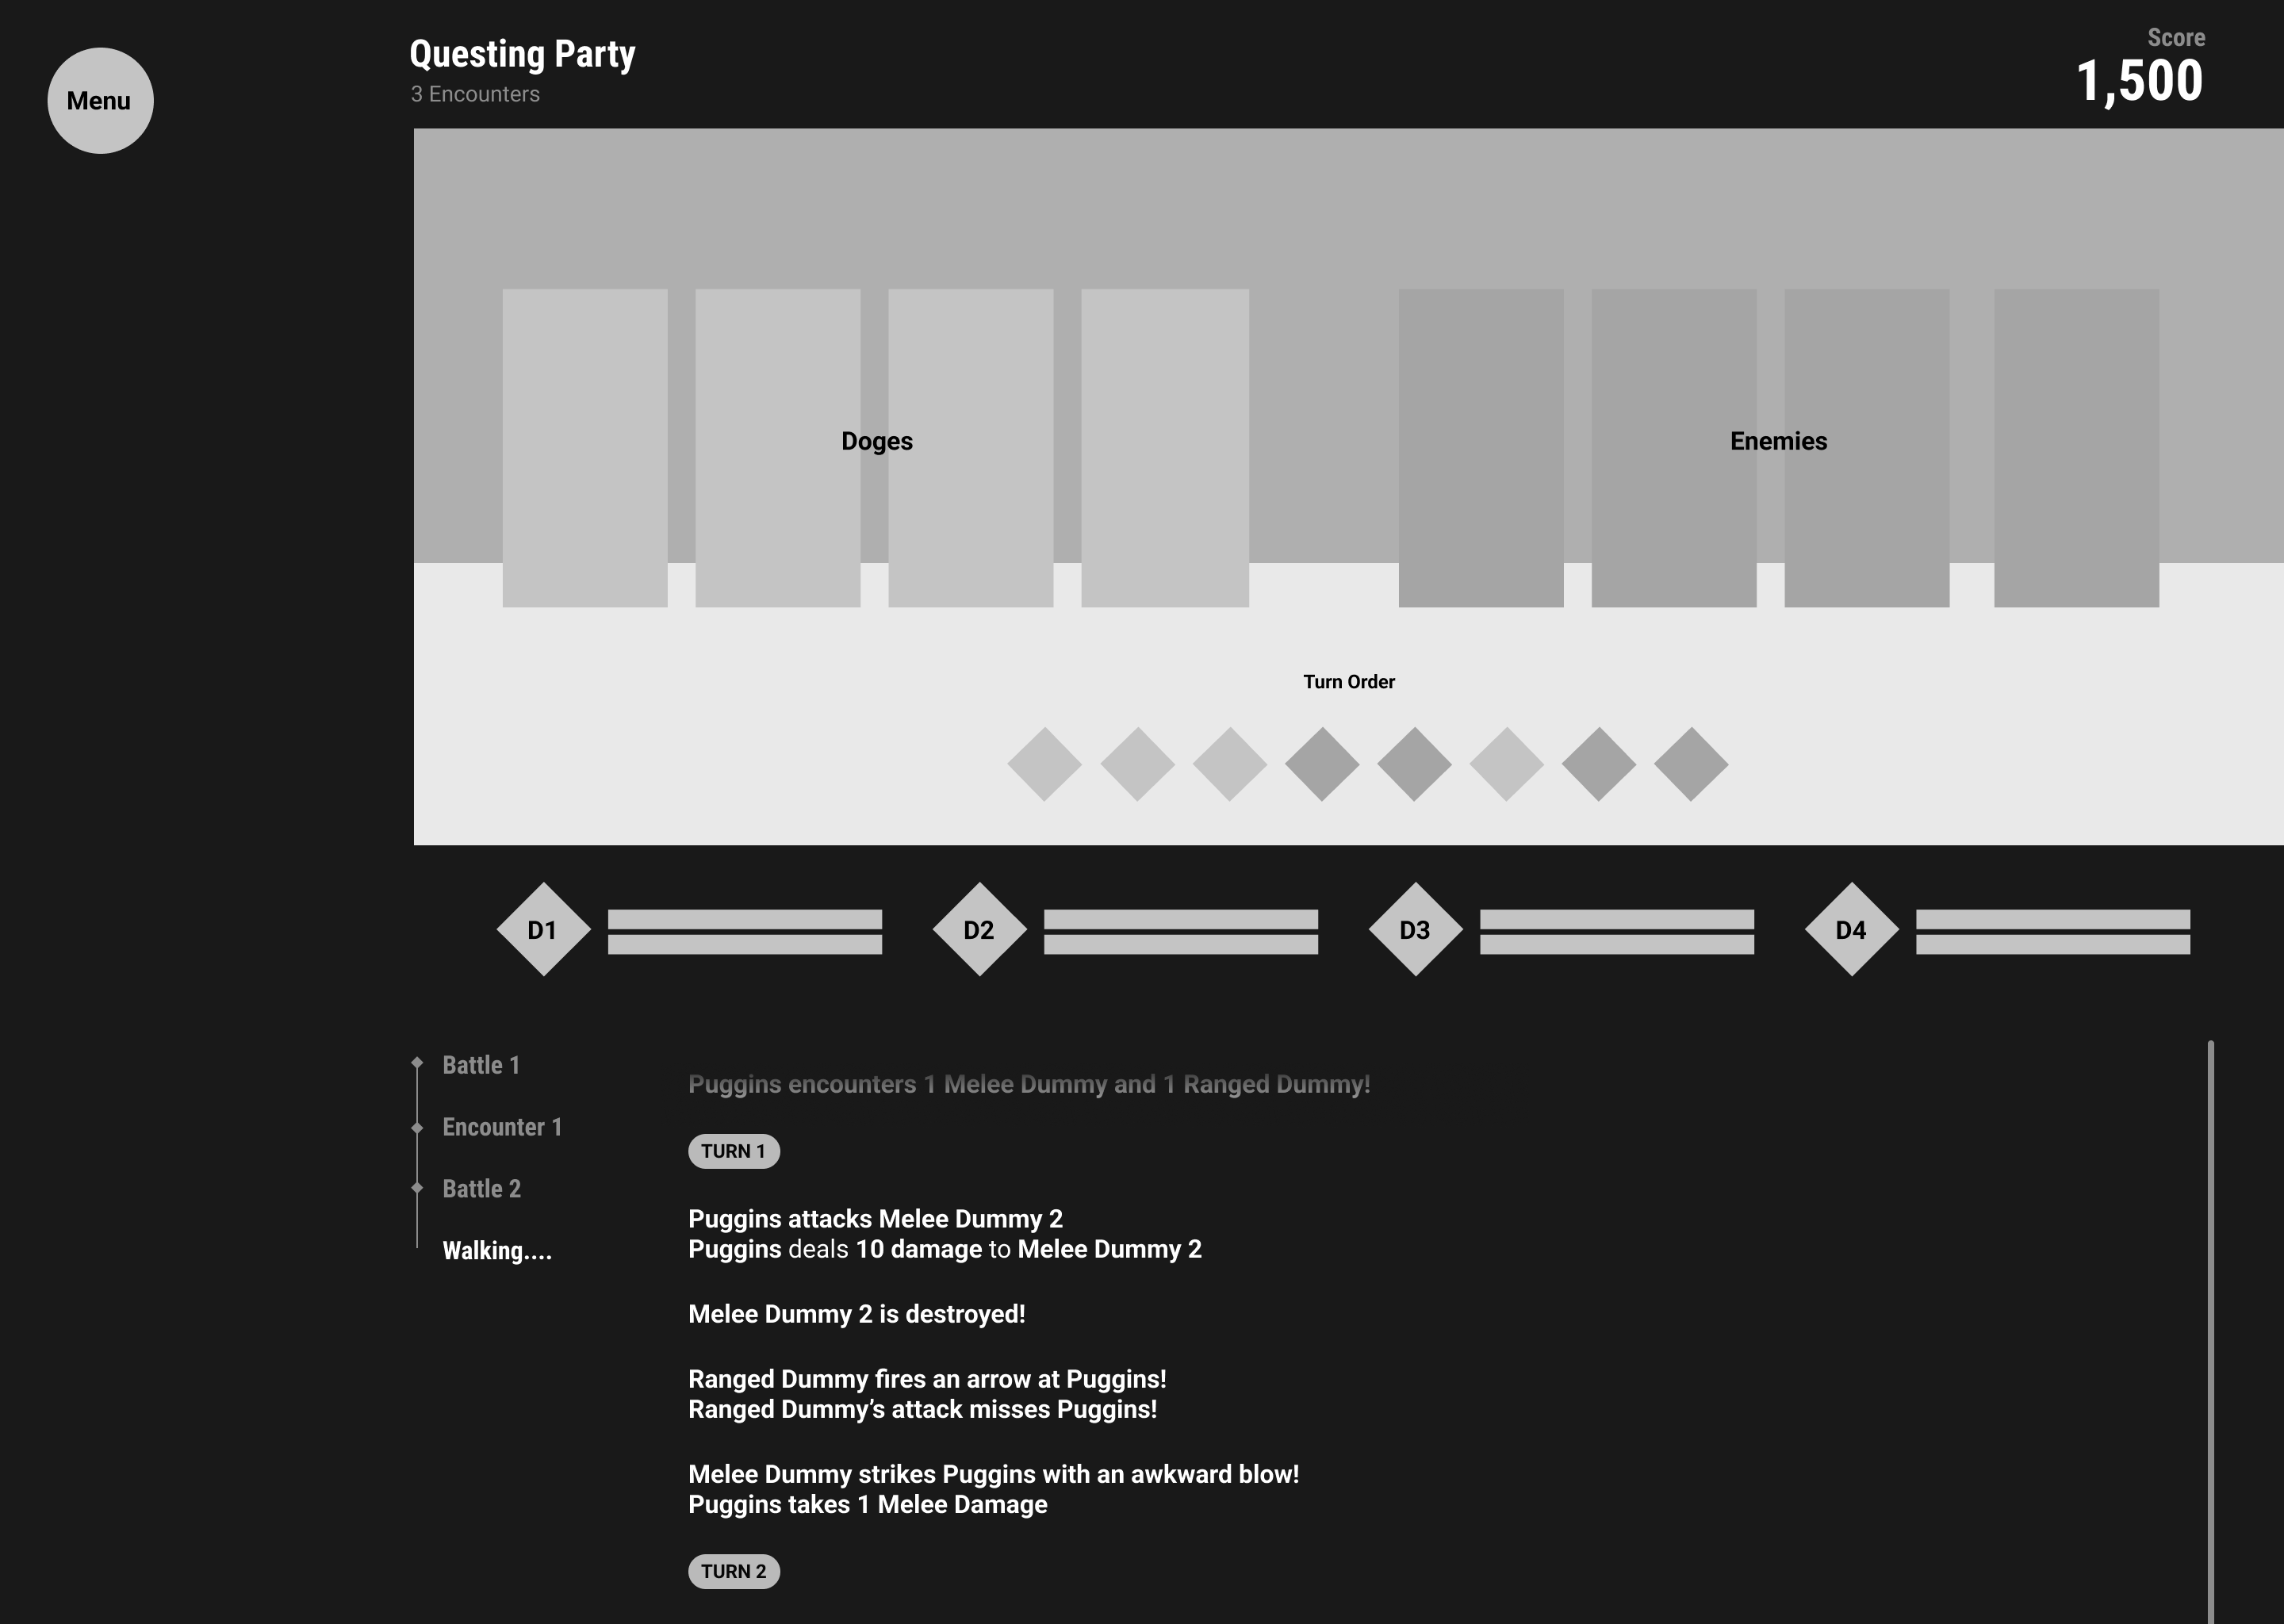 Menu
Questing Party
3 Encounters
Score
1,500
Doges
Enemies
Turn Order
D1
D2
D3
D4
Battle 1
Encounter 1
Battle 2
Walking....
Puggins encounters 1 Melee Dummy and 1 Ranged Dummy!
TURN 1
Puggins attacks Melee Dummy 2
Puggins deals 10 damage to Melee Dummy 2
Melee Dummy 2 is destroyed!
Ranged Dummy fires an arrow at Puggins!
Ranged Dummy’s attack misses Puggins!
Melee Dummy strikes Puggins with an awkward blow!
Puggins takes 1 Melee Damage
TURN 2